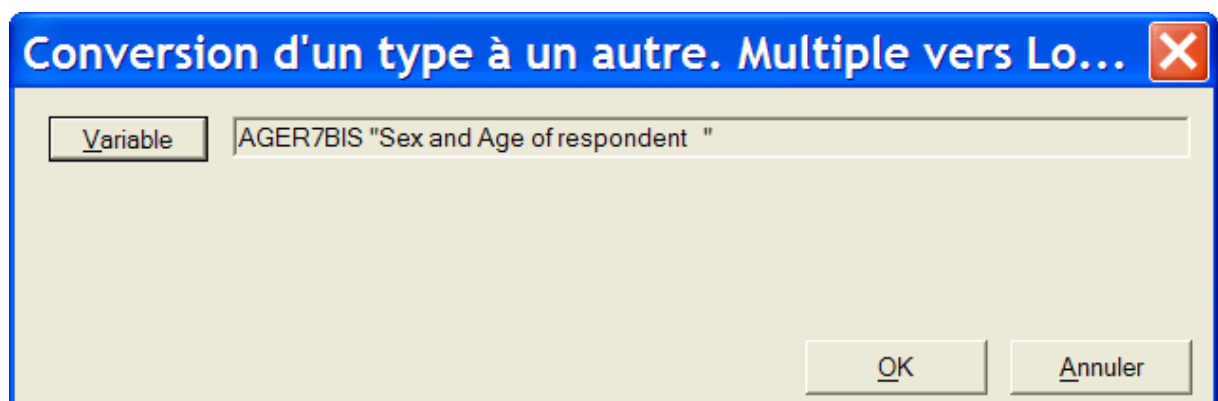 Conversion d'un type à un autre. Multiple vers Lo...
Variable AGER7BIS "Sex and Age of respondent "
OK Annuler